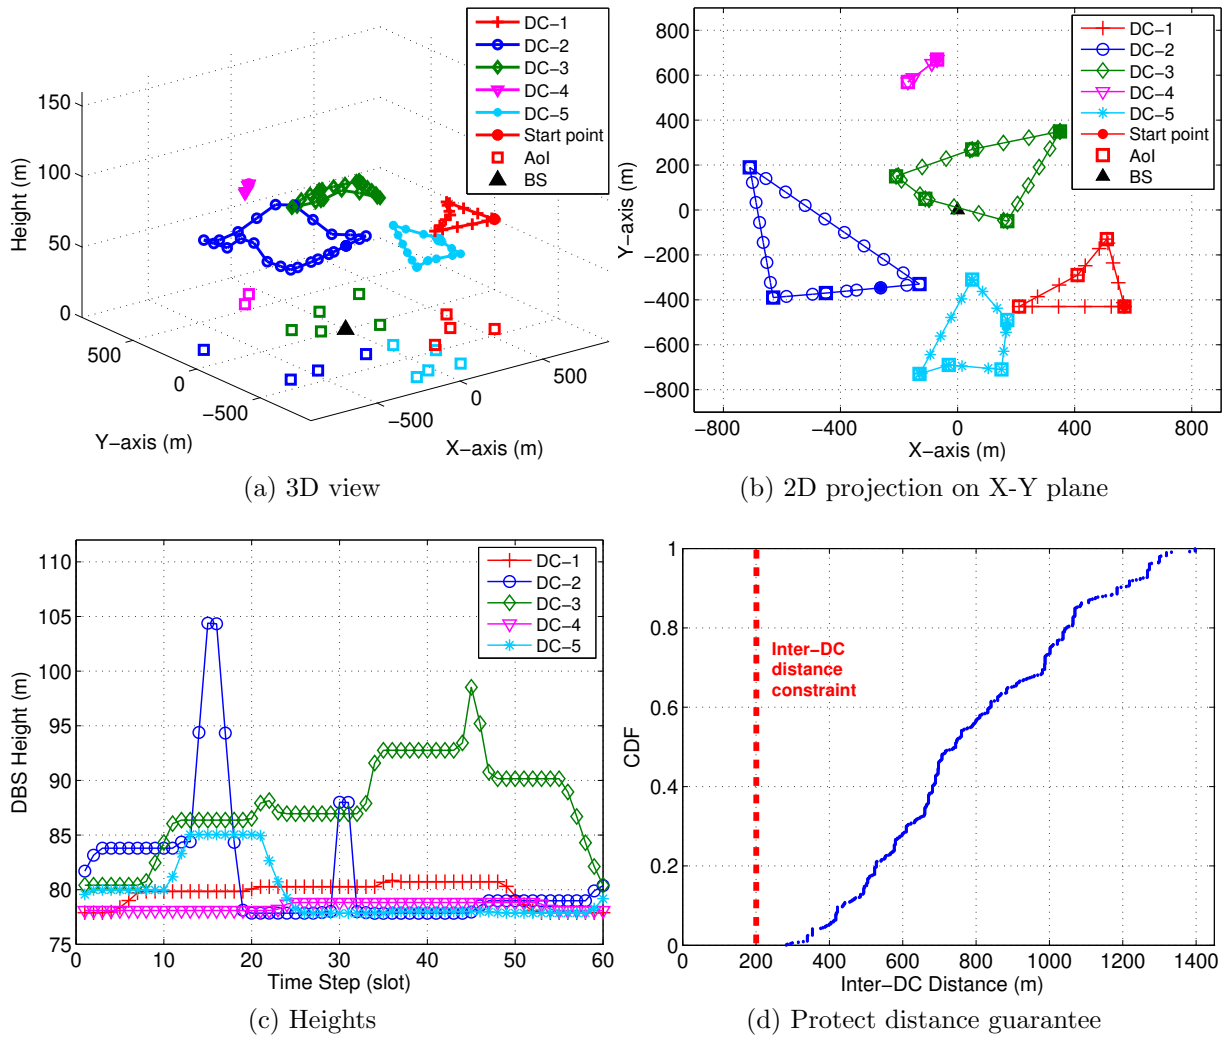 DC−1
DC−2
DC−3
DC−4
DC−5
Start point
AoI
BS
150
100
50
0
Height (m)
500
0
−500
Y−axis (m)
−500
0
500
X−axis (m)
(a) 3D view
DC−1
DC−2
DC−3
DC−4
DC−5
Start point
AoI
BS
800
600
400
200
0
−200
−400
−600
−800
Y−axis (m)
−800
−400
0
400
800
X−axis (m)
(b) 2D projection on X-Y plane
DC−1
DC−2
DC−3
DC−4
DC−5
110
105
100
95
90
85
80
75
DBS Height (m)
0
10
20
30
40
50
60
Time Step (slot)
(c) Heights
1
0.8
0.6
0.4
0.2
0
CDF
Inter−DC
distance
constraint
0
200
400
600
800
1000
1200
1400
Inter−DC Distance (m)
(d) Protect distance guarantee